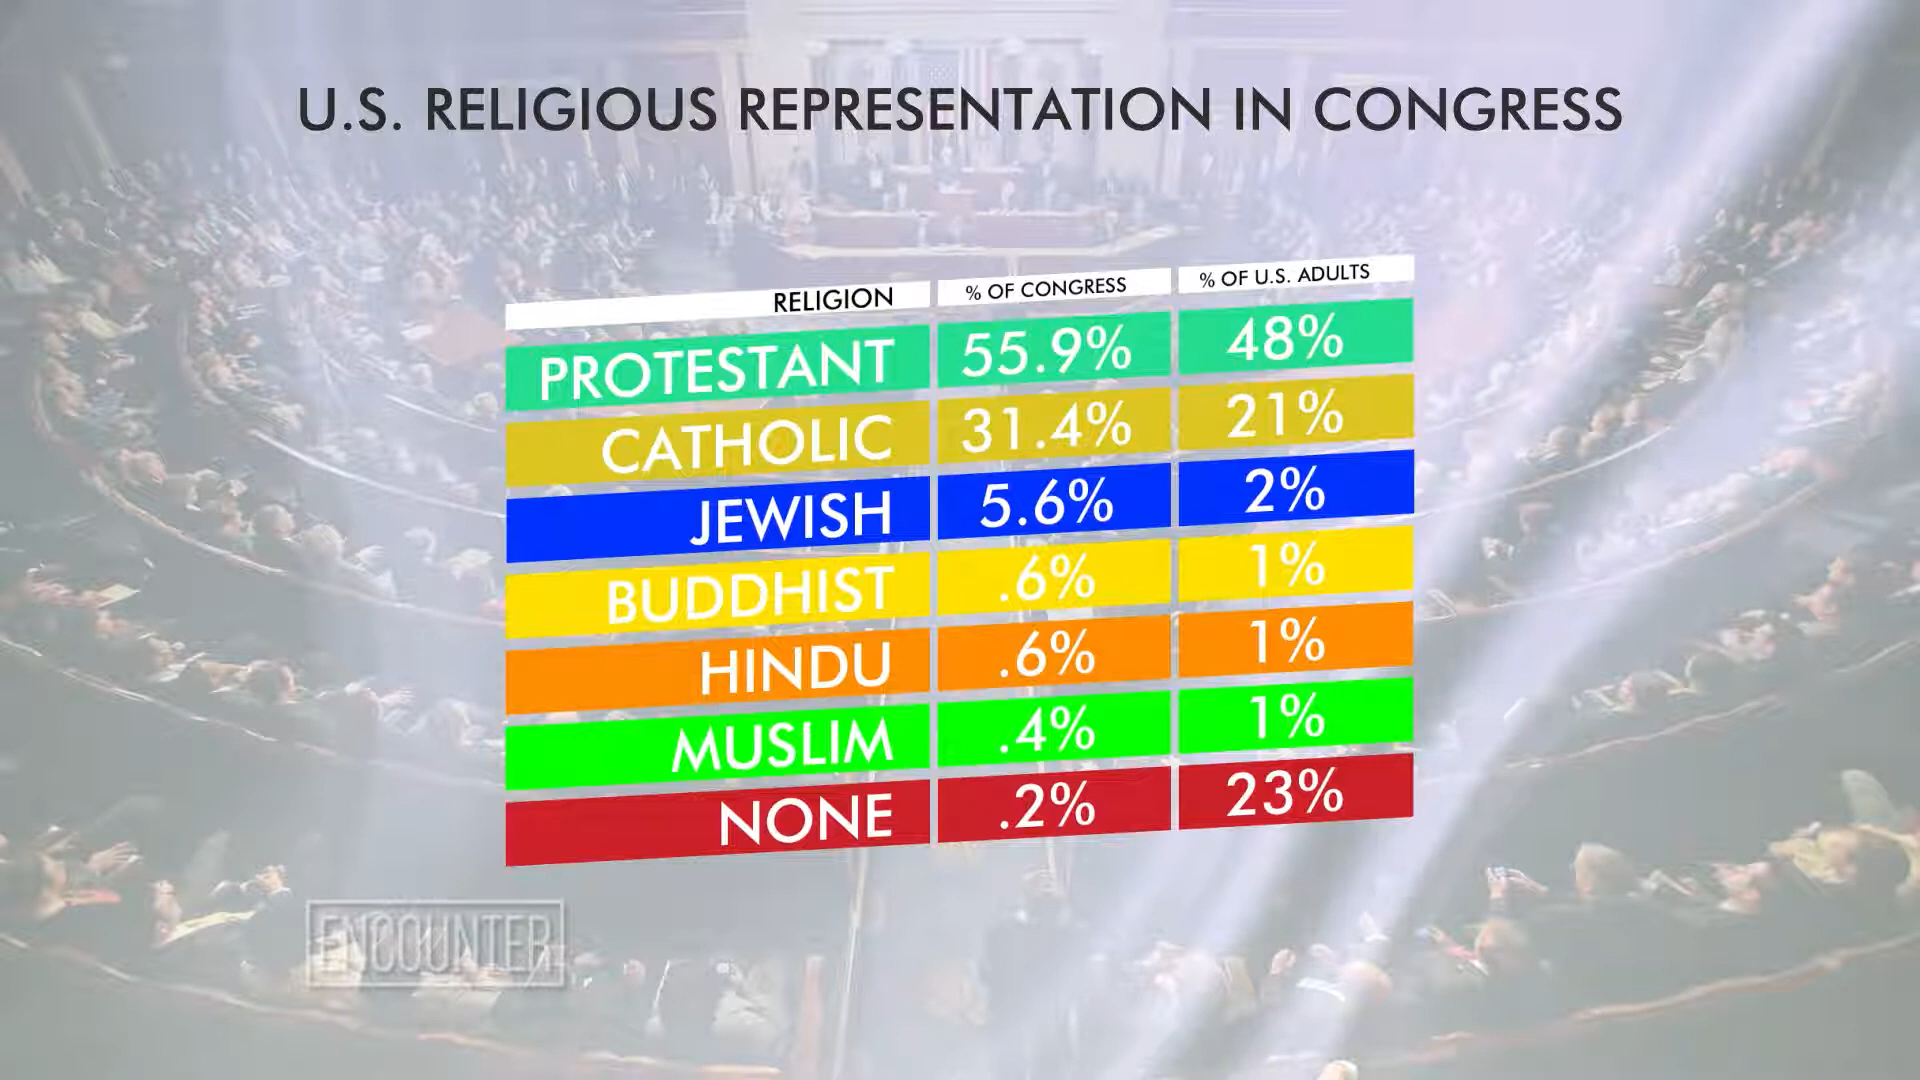 U.S. RELIGIOUS REPRESENTATION IN CONGRESS
RELIGION % OF CONGRESS % OF U.S. ADULTS
PROTESTANT 55.9% 48%
CATHOLIC 31.4% 21%
JEWISH 5.6% 2%
BUDDHIST .6% 1%
HINDU .6% 1%
MUSLIM .4% 1%
NONE .2% 23%
ENCOUNTER